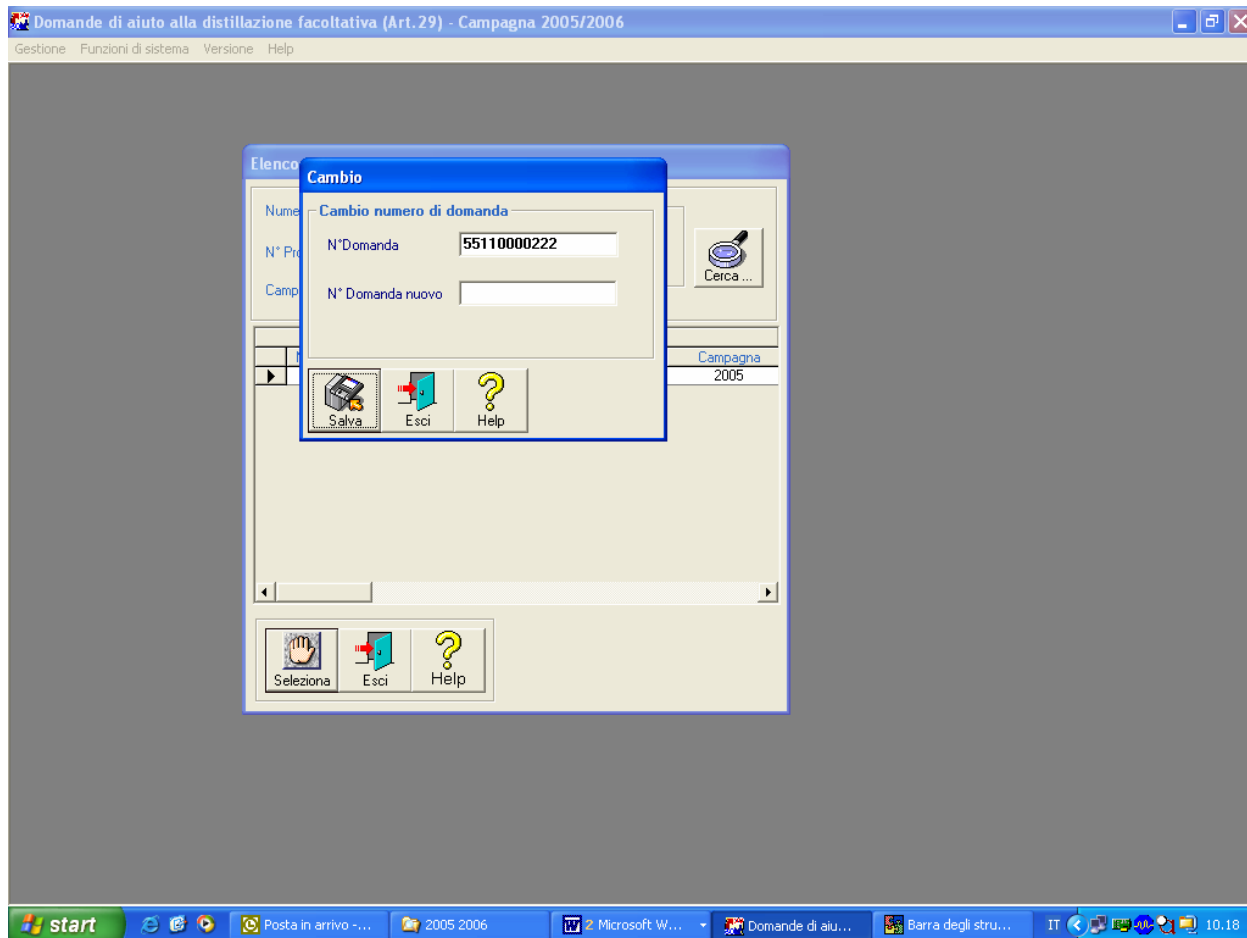 Domande di aiuto alla distillazione facoltativa (Art.29) - Campagna 2005/2006
Gestione Funzioni di sistema Versione Help
Elenco
Cambio
Nume
Cambio numero di domanda
N°Domanda 55110000222
N° Pro
Cerca ...
Camp
N° Domanda nuovo
Campagna
2005
Salva Esci Help
Seleziona Esci Help
start Posta in arrivo -... 2005 2006 2 Microsoft W... Domande di aiu... Barra degli stru... IT 10.18